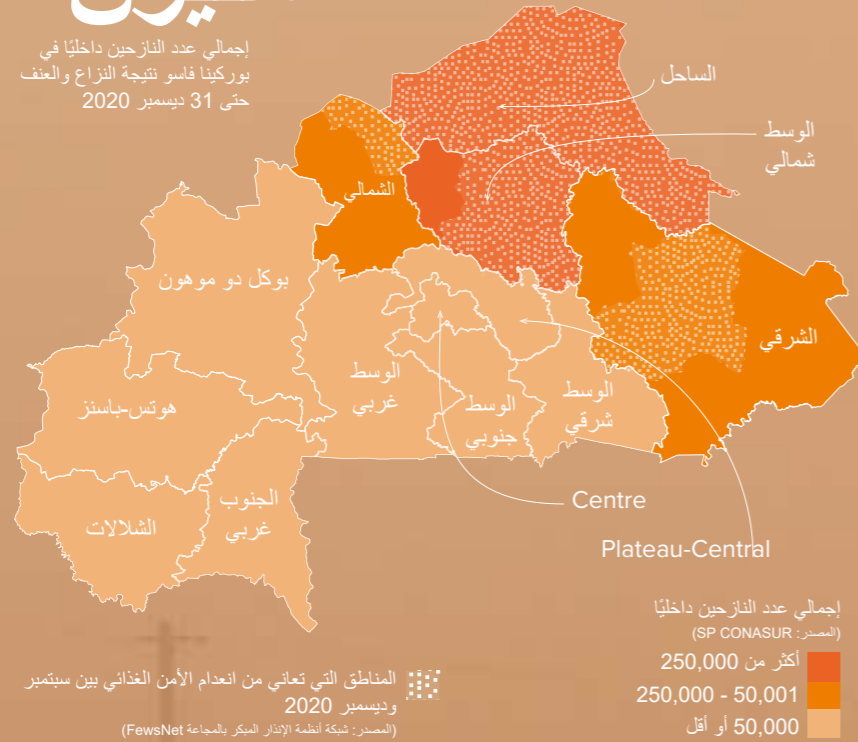 إجمالي عدد النازحين داخليًا في
بوركينا فاسو نتيجة النزاع والعنف
حتى 31 ديسمبر 2020
الساحل
الوسط
شمالي
الشمالي
بوكل دو موهون
الشرقي
الوسط
غربي
هوتس-باسنز
الوسط
جنوبي
الوسط
شرقي
الجنوب
غربي
الشلالات
Centre
Plateau-Central
إجمالي عدد النازحين داخليًا
(المصدر: SP CONASUR)
أكثر من 250,000
250,000 - 50,001
50,000 أو أقل
المناطق التي تعاني من انعدام الأمن الغذائي بين سبتمبر
وديسمبر 2020
(المصدر: شبكة أنظمة الإنذار المبكر بالمجاعة FewsNet)